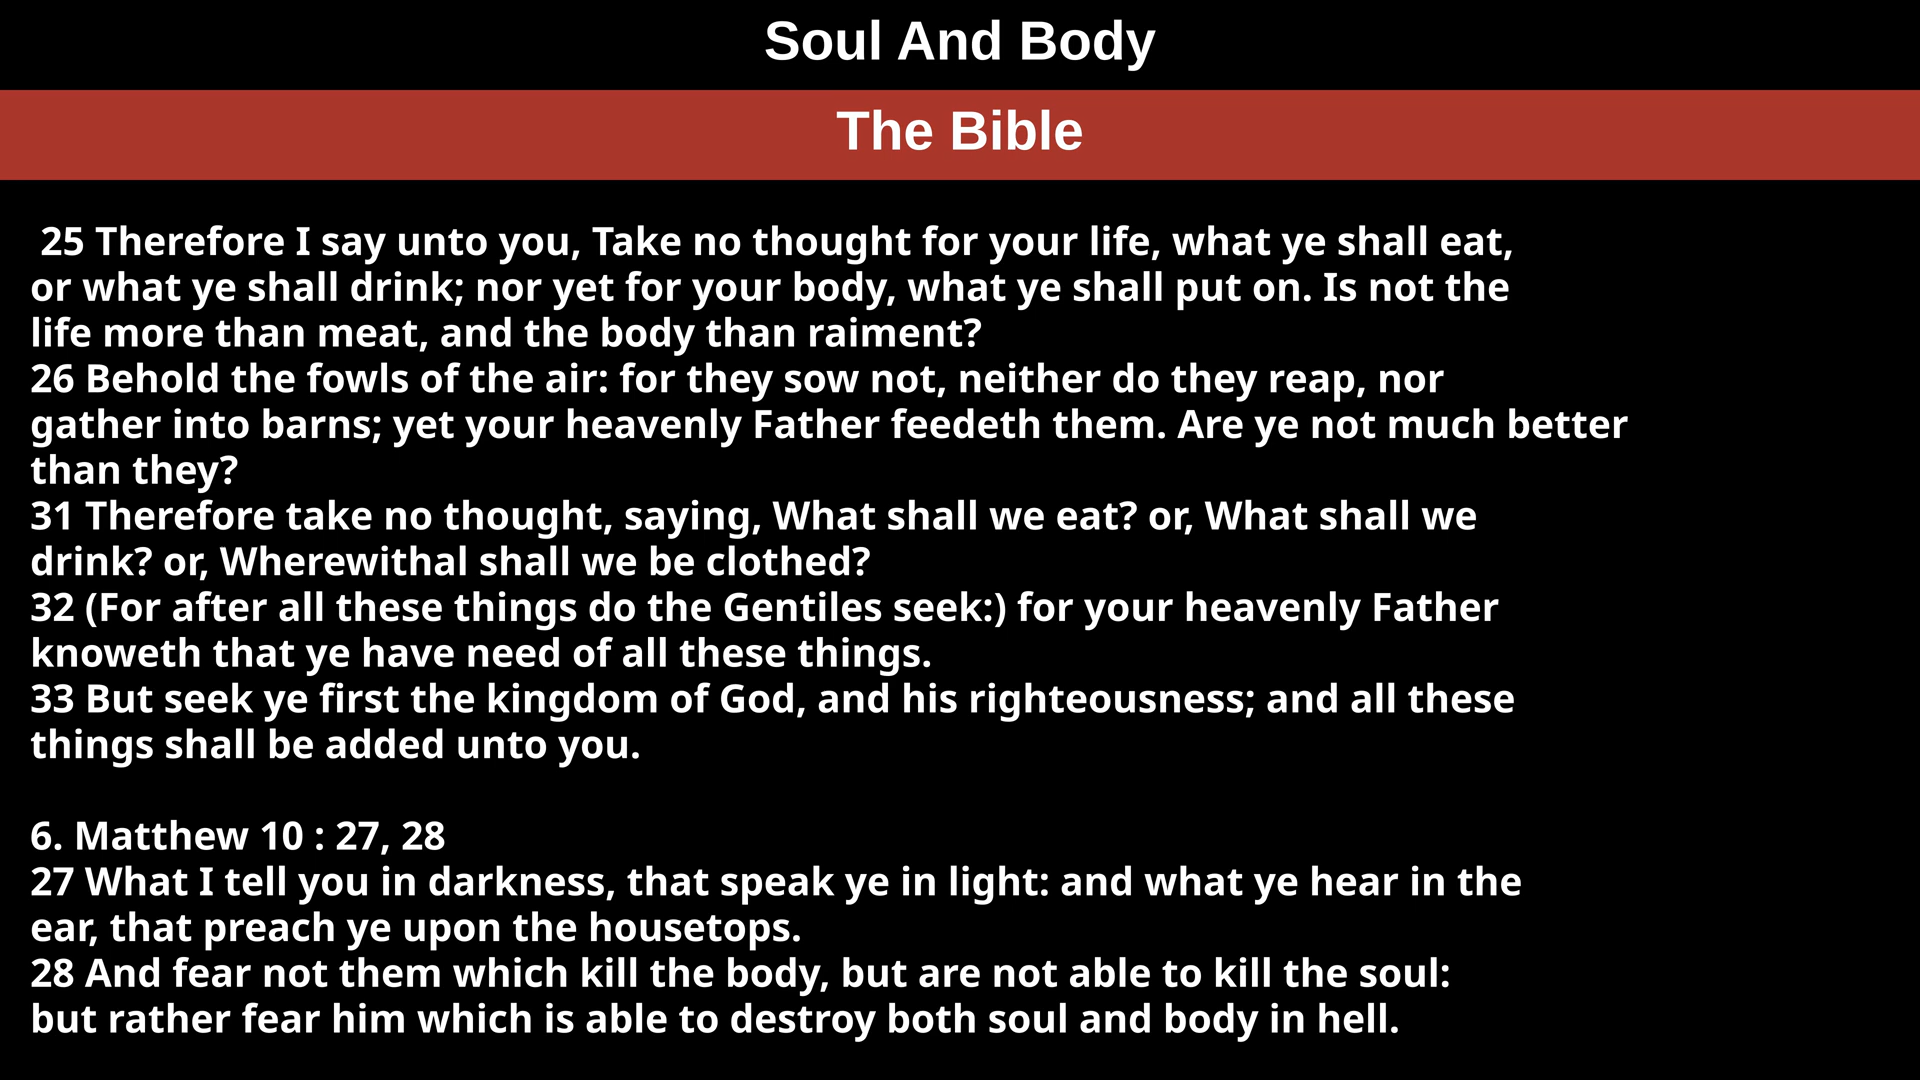 Soul And Body
The Bible
25 Therefore I say unto you, Take no thought for your life, what ye shall eat,
or what ye shall drink; nor yet for your body, what ye shall put on. Is not the
life more than meat, and the body than raiment?
26 Behold the fowls of the air: for they sow not, neither do they reap, nor
gather into barns; yet your heavenly Father feedeth them. Are ye not much better
than they?
31 Therefore take no thought, saying, What shall we eat? or, What shall we
drink? or, Wherewithal shall we be clothed?
32 (For after all these things do the Gentiles seek:) for your heavenly Father
knoweth that ye have need of all these things.
33 But seek ye first the kingdom of God, and his righteousness; and all these
things shall be added unto you.
6. Matthew 10 : 27, 28
27 What I tell you in darkness, that speak ye in light: and what ye hear in the
ear, that preach ye upon the housetops.
28 And fear not them which kill the body, but are not able to kill the soul:
but rather fear him which is able to destroy both soul and body in hell.